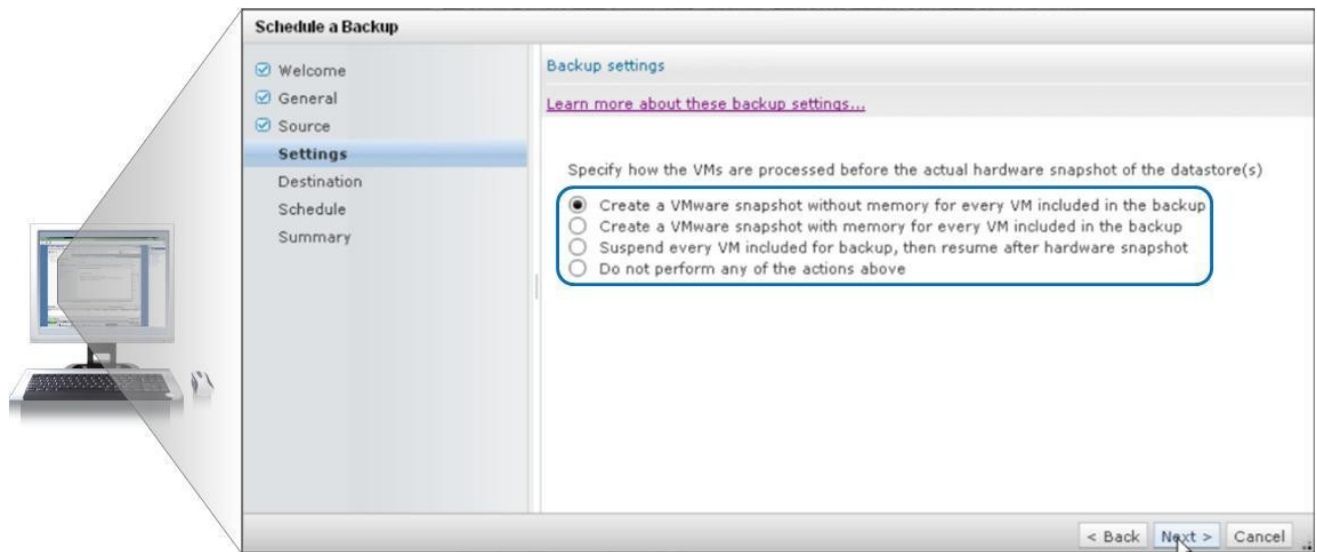 Schedule a Backup
Welcome
General
Source
Settings
Destination
Schedule
Summary
Backup settings
Learn more about these backup settings...
Specify how the VMs are processed before the actual hardware snapshot of the datastore(s)
Create a VMware snapshot without memory for every VM included in the backup
Create a VMware snapshot with memory for every VM included in the backup
Suspend every VM included for backup, then resume after hardware snapshot
Do not perform any of the actions above
< Back Next > Cancel